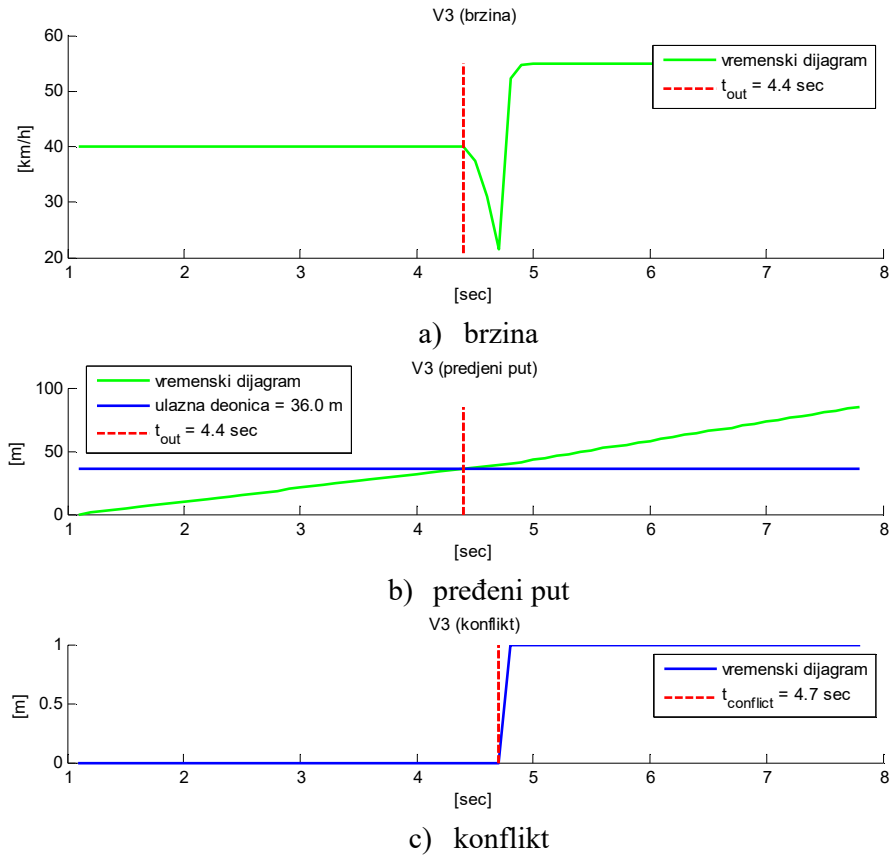 V3 (brzina)
60
50
40
30
20
[km/h]
vremenski dijagram
t_out = 4.4 sec
1 2 3 4 5 6 7 8
[sec]
a) brzina
V3 (predjeni put)
100
50
0
[m]
vremenski dijagram
ulazna deonica = 36.0 m
t_out = 4.4 sec
1 2 3 4 5 6 7 8
[sec]
b) pređeni put
V3 (konflikt)
1
0.5
0
[m]
vremenski dijagram
t_conflict = 4.7 sec
1 2 3 4 5 6 7 8
[sec]
c) konflikt